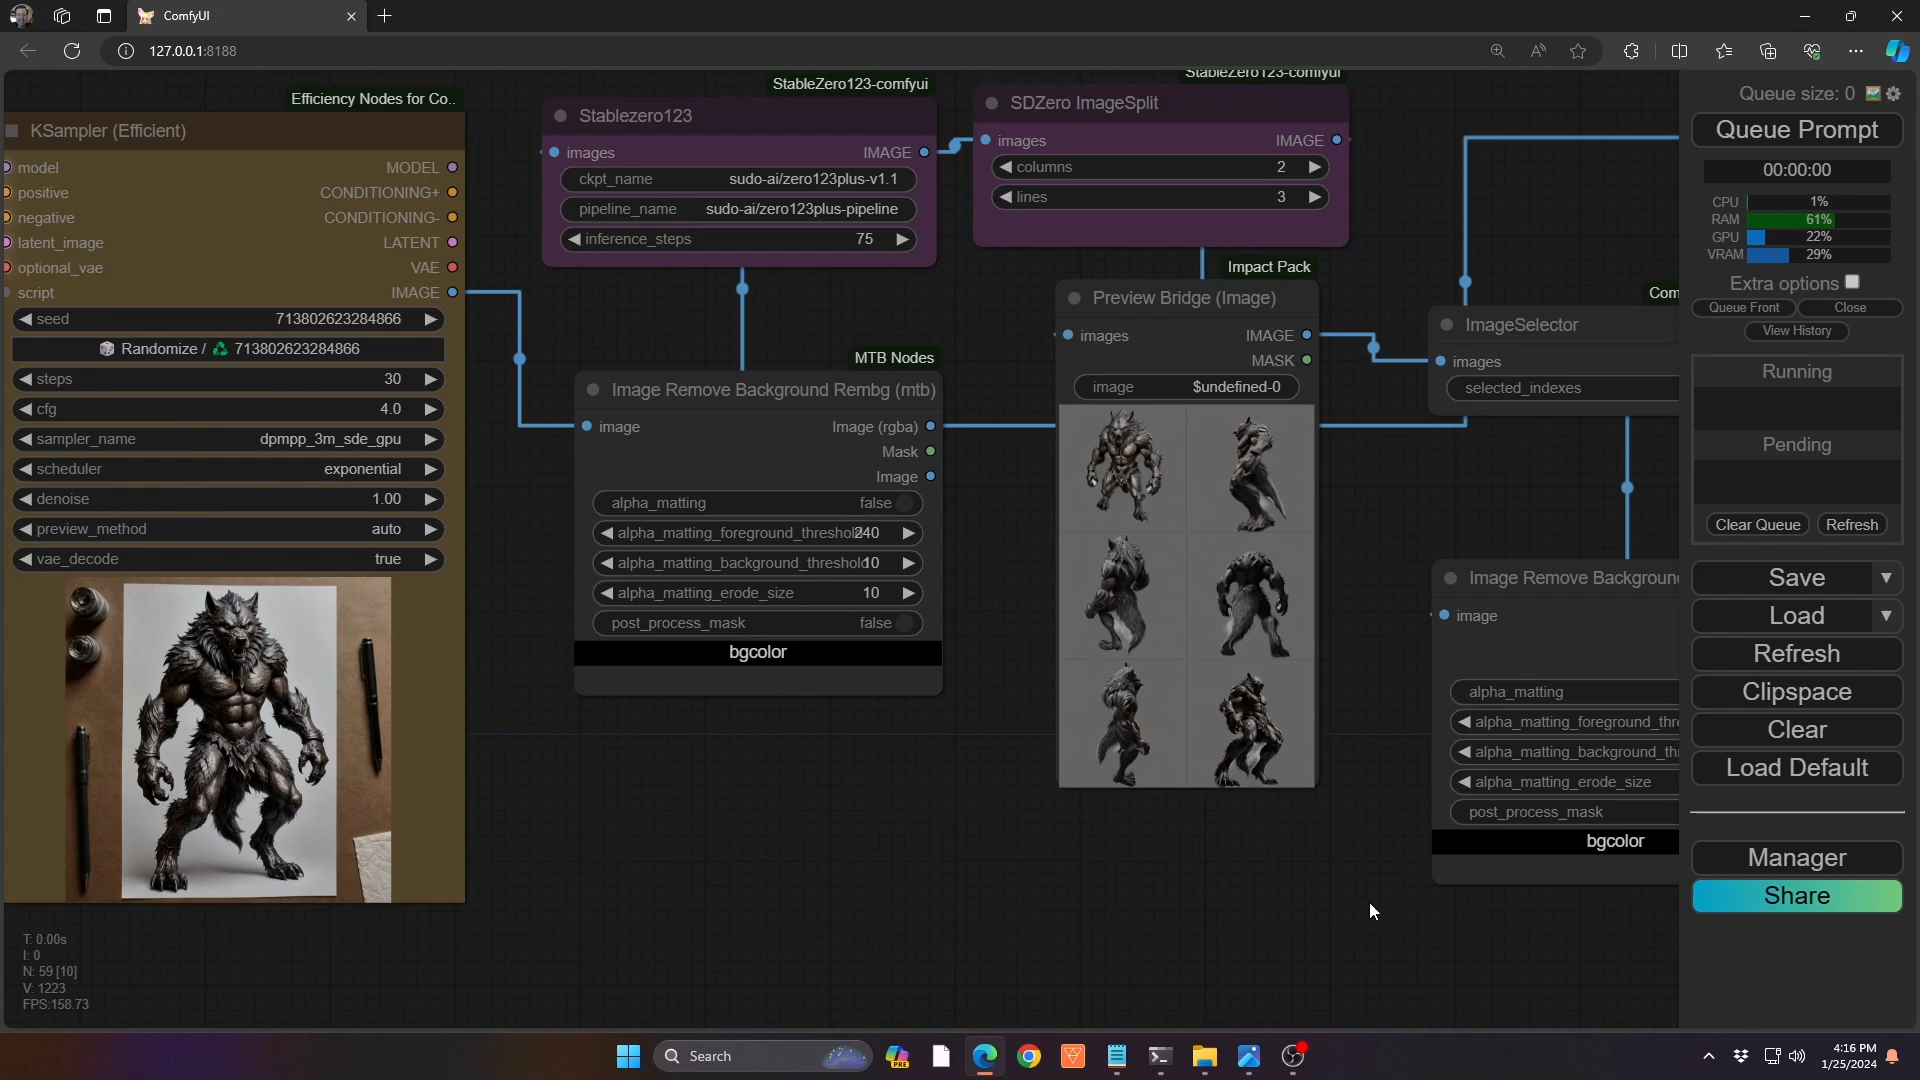 ComfyUI
127.0.0.1:8188
Efficiency Nodes for Co..
KSampler (Efficient)
model
MODEL
positive
CONDITIONING+
negative
CONDITIONING-
latent_image
LATENT
optional_vae
VAE
script
IMAGE
seed
713802623284866
Randomize / 713802623284866
steps
30
cfg
4.0
sampler_name
dpmpp_3m_sde_gpu
scheduler
exponential
denoise
1.00
preview_method
auto
vae_decode
true
T: 0.00s
I: 0
N: 59 [10]
V: 1223
FPS:158.73
StableZero123-comfyui
Stablezero123
images
IMAGE
ckpt_name
sudo-ai/zero123plus-v1.1
pipeline_name
sudo-ai/zero123plus-pipeline
inference_steps
75
MTB Nodes
Image Remove Background Rembg (mtb)
image
Image (rgba)
Mask
Image
alpha_matting
false
alpha_matting_foreground_threshold
240
alpha_matting_background_threshold
10
alpha_matting_erode_size
10
post_process_mask
false
bgcolor
StableZero123-comfyui
SDZero ImageSplit
images
IMAGE
columns
2
lines
3
Impact Pack
Preview Bridge (Image)
images
IMAGE
MASK
image
$undefined-0
Com
ImageSelector
images
selected_indexes
Image Remove Backgroun
image
alpha_matting
alpha_matting_foreground_thr
alpha_matting_background_th
alpha_matting_erode_size
post_process_mask
bgcolor
Queue size: 0
Queue Prompt
00:00:00
CPU
1%
RAM
61%
GPU
22%
VRAM
29%
Extra options
Queue Front
Close
View History
Running
Pending
Clear Queue
Refresh
Save
Load
Refresh
Clipspace
Clear
Load Default
Manager
Share
Search
PRE
4:16 PM
1/25/2024